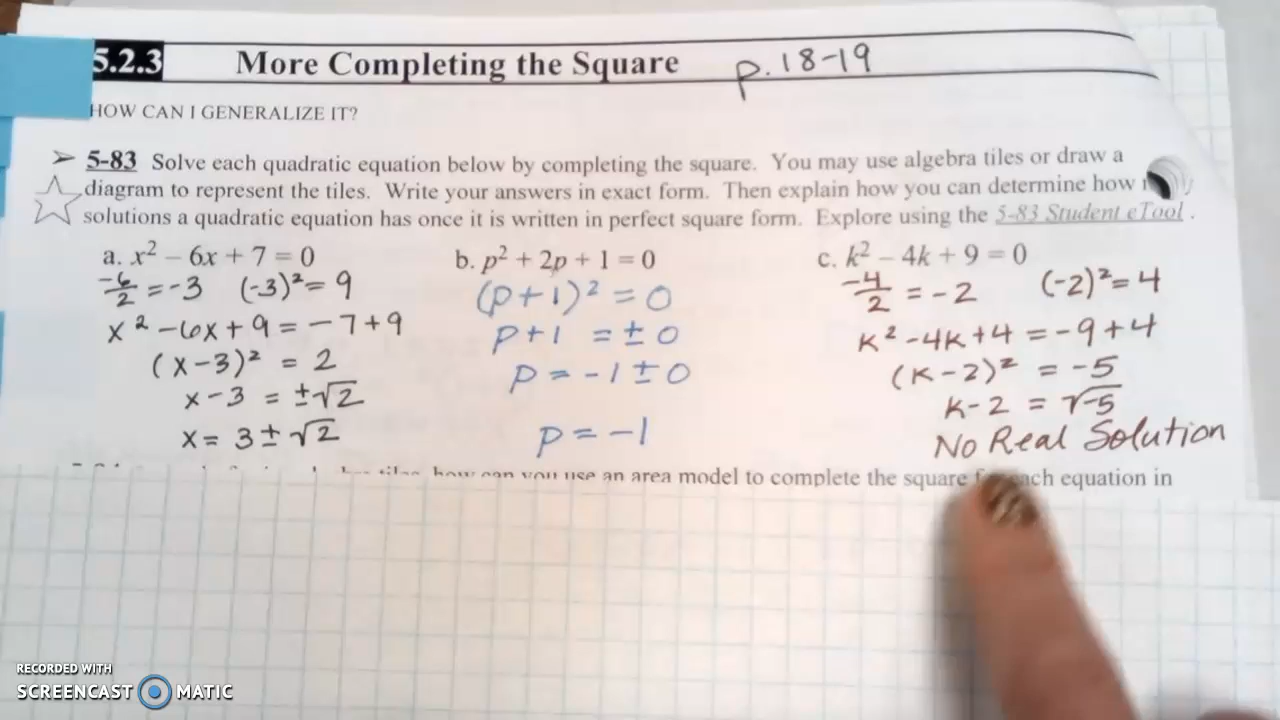 5.2.3 More Completing the Square p. 18-19
HOW CAN I GENERALIZE IT?
➢ 5-83 Solve each quadratic equation below by completing the square. You may use algebra tiles or draw a
diagram to represent the tiles. Write your answers in exact form. Then explain how you can determine how
solutions a quadratic equation has once it is written in perfect square form. Explore using the 5-83 Student eTool .
a. x² – 6x + 7 = 0
-6/2 = -3 (-3)² = 9
x² -6x + 9 = -7 + 9
(x-3)² = 2
x-3 = ±√2
x = 3 ± √2
b. p² + 2p + 1 = 0
(p+1)² = 0
p+1 = ± 0
p = -1 ± 0
p = -1
c. k² – 4k + 9 = 0
-4/2 = -2 (-2)² = 4
k² -4k + 4 = -9 + 4
(k-2)² = -5
k-2 = √-5
No Real Solution
how can you use an area model to complete the square each equation in
RECORDED WITH
SCREENCAST MATIC